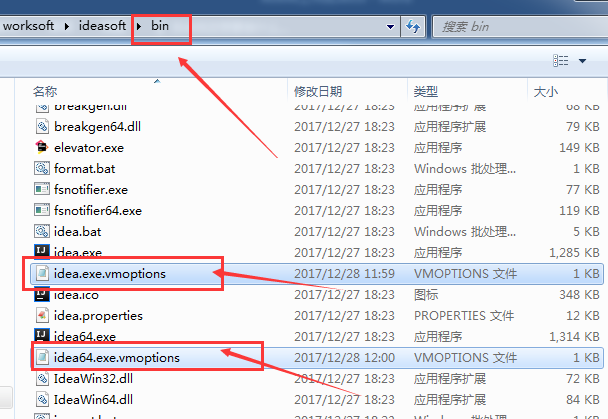 worksoft ideasoft bin 搜索 bin
名称 修改日期 类型 大小
breakgen.dll 2017/12/27 18:23 应用程序扩展 68 KB
breakgen64.dll 2017/12/27 18:23 应用程序扩展 79 KB
elevator.exe 2017/12/27 18:23 应用程序 149 KB
format.bat 2017/12/27 18:23 Windows 批处理... 1 KB
fsnotifier.exe 2017/12/27 18:23 应用程序 77 KB
fsnotifier64.exe 2017/12/27 18:23 应用程序 119 KB
idea.bat 2017/12/27 18:23 Windows 批处理... 5 KB
idea.exe 2017/12/27 18:23 应用程序 1,285 KB
idea.exe.vmoptions 2017/12/28 11:59 VMOPTIONS 文件 1 KB
idea.ico 2017/12/27 18:23 图标 348 KB
idea.properties 2017/12/27 18:23 PROPERTIES 文件 12 KB
idea64.exe 2017/12/27 18:23 应用程序 1,314 KB
idea64.exe.vmoptions 2017/12/28 12:00 VMOPTIONS 文件 1 KB
IdeaWin32.dll 2017/12/27 18:23 应用程序扩展 72 KB
IdeaWin64.dll 2017/12/27 18:23 应用程序扩展 84 KB